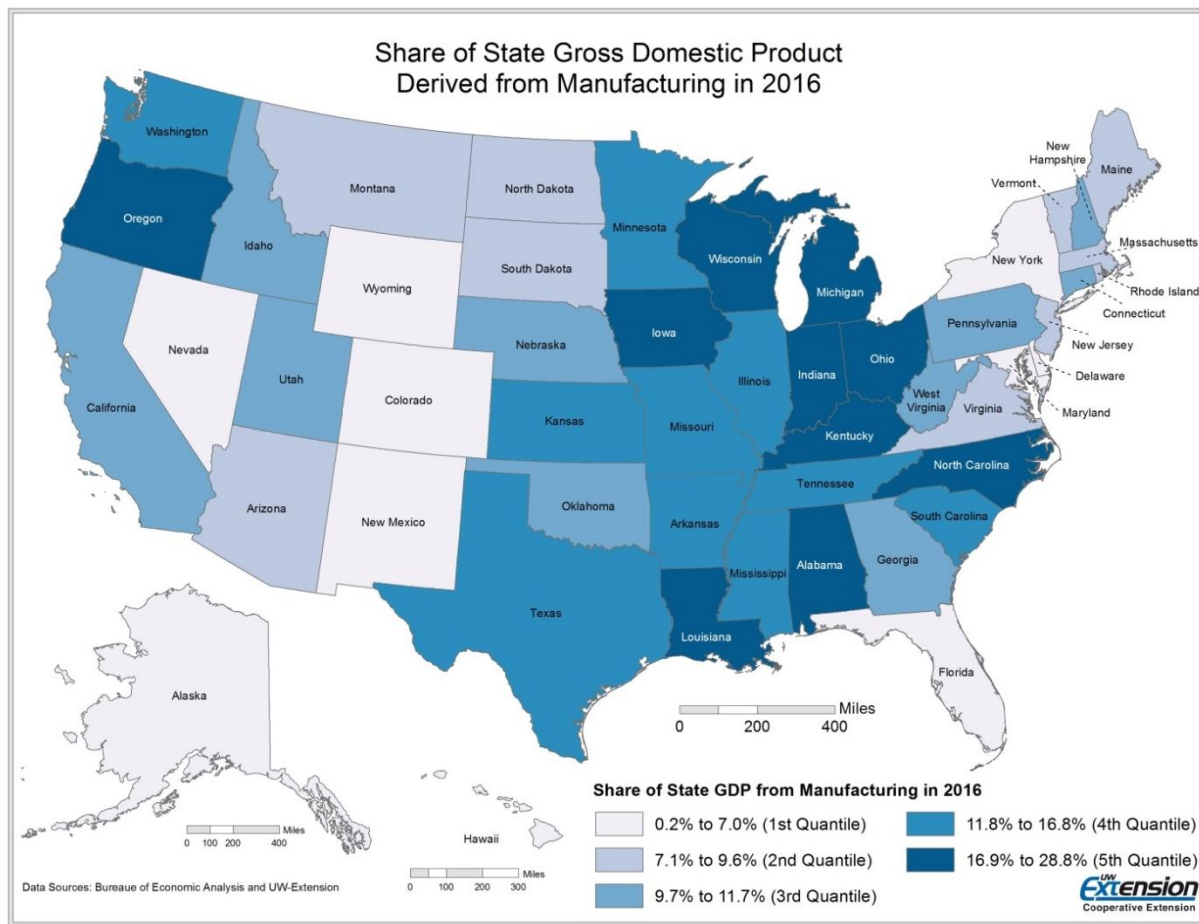 Share of State Gross Domestic Product
Derived from Manufacturing in 2016
Washington
Oregon
Idaho
Montana
North Dakota
South Dakota
Wyoming
Nebraska
Nevada
Utah
California
Colorado
Kansas
Arizona
New Mexico
Oklahoma
Texas
Minnesota
Wisconsin
Michigan
Iowa
Illinois
Indiana
Ohio
Missouri
Kentucky
West
Virginia
Virginia
Tennessee
North Carolina
South Carolina
Arkansas
Mississippi
Alabama
Georgia
Louisiana
Florida
New
Hampshire
Maine
Vermont
Massachusetts
New York
Rhode Island
Connecticut
Pennsylvania
New Jersey
Delaware
Maryland
Alaska
Hawaii
Miles
0 200 400
Miles
0 200 400
Miles
0 100 200 300
Share of State GDP from Manufacturing in 2016
0.2% to 7.0% (1st Quantile)
7.1% to 9.6% (2nd Quantile)
9.7% to 11.7% (3rd Quantile)
11.8% to 16.8% (4th Quantile)
16.9% to 28.8% (5th Quantile)
Data Sources: Bureaue of Economic Analysis and UW-Extension
UW
Extension
Cooperative Extension